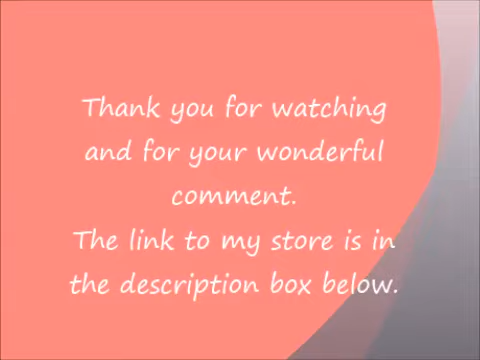 Thank you for watching
and for your wonderful
comment.
The link to my store is in
the description box below.